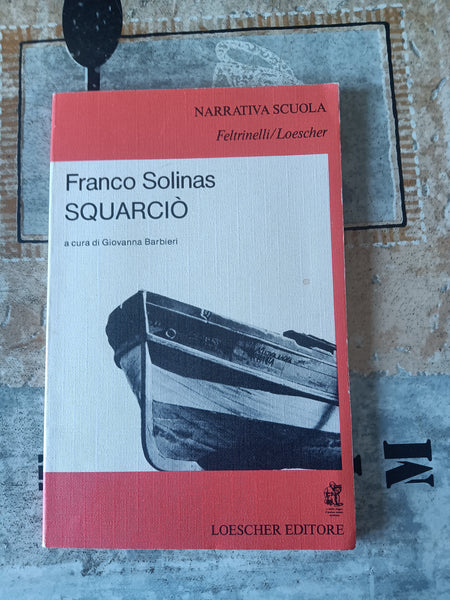 NARRATIVA SCUOLA
Feltrinelli/Loescher
Franco Solinas
SQUARCIÒ
a cura di Giovanna Barbieri
LOESCHER EDITORE
M